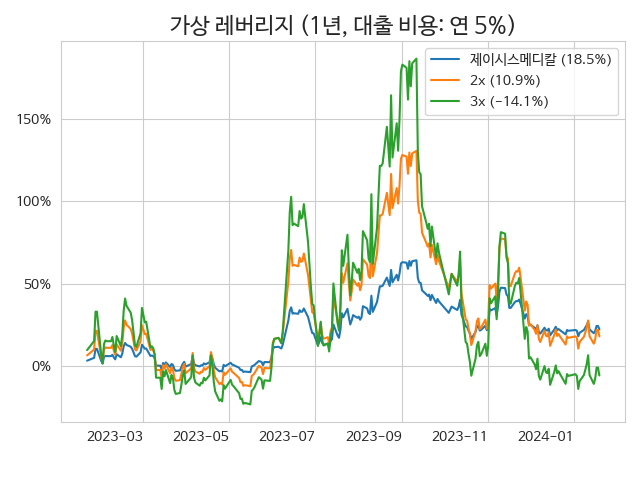 가상 레버리지 (1년, 대출 비용: 연 5%)
제이시스메디칼 (18.5%)
2x (10.9%)
3x (-14.1%)
150%
100%
50%
0%
2023-03 2023-05 2023-07 2023-09 2023-11 2024-01